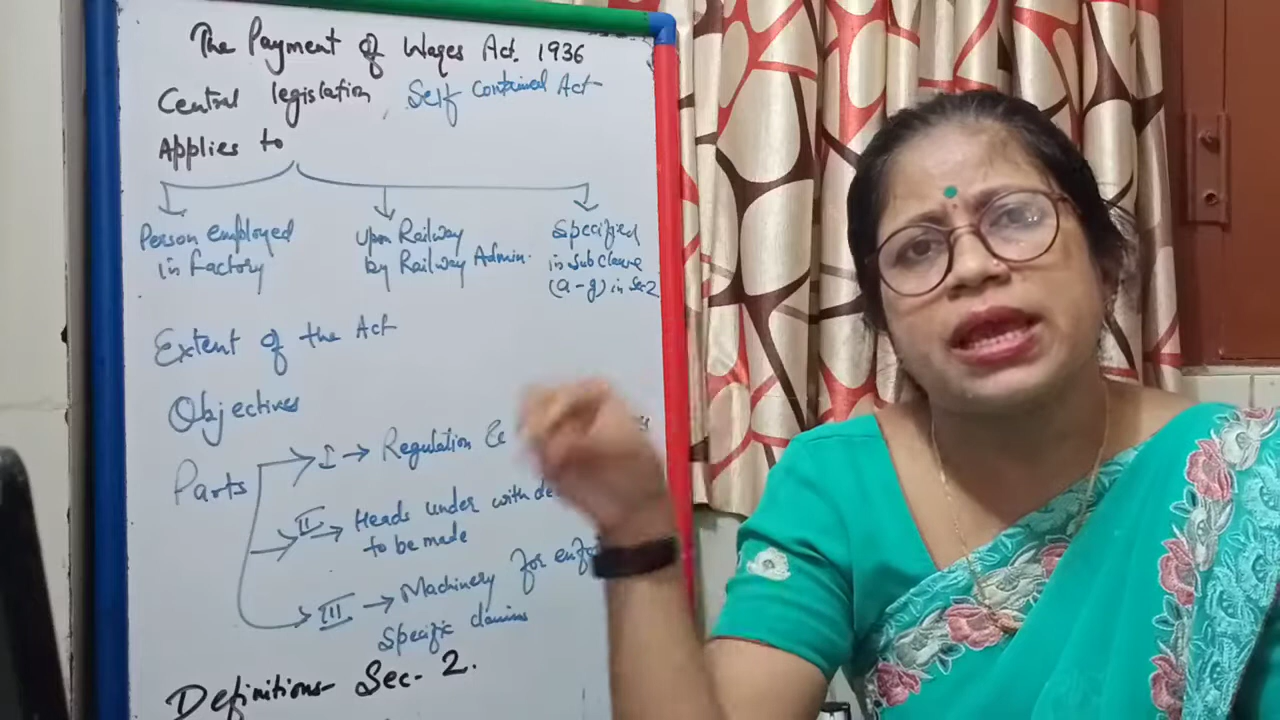 The Payment of Wages Act, 1936
Central legislation, Self contained Act
Applies to
Person employed
in Factory
upon Railway
by Railway Admin.
Specified
in subclause
(a-g) in Sec 2
Extent of the Act
Objectives
Parts
I → Regulation
II → Heads under with
to be made
III → Machinery for
specific claims
Definitions- Sec- 2.